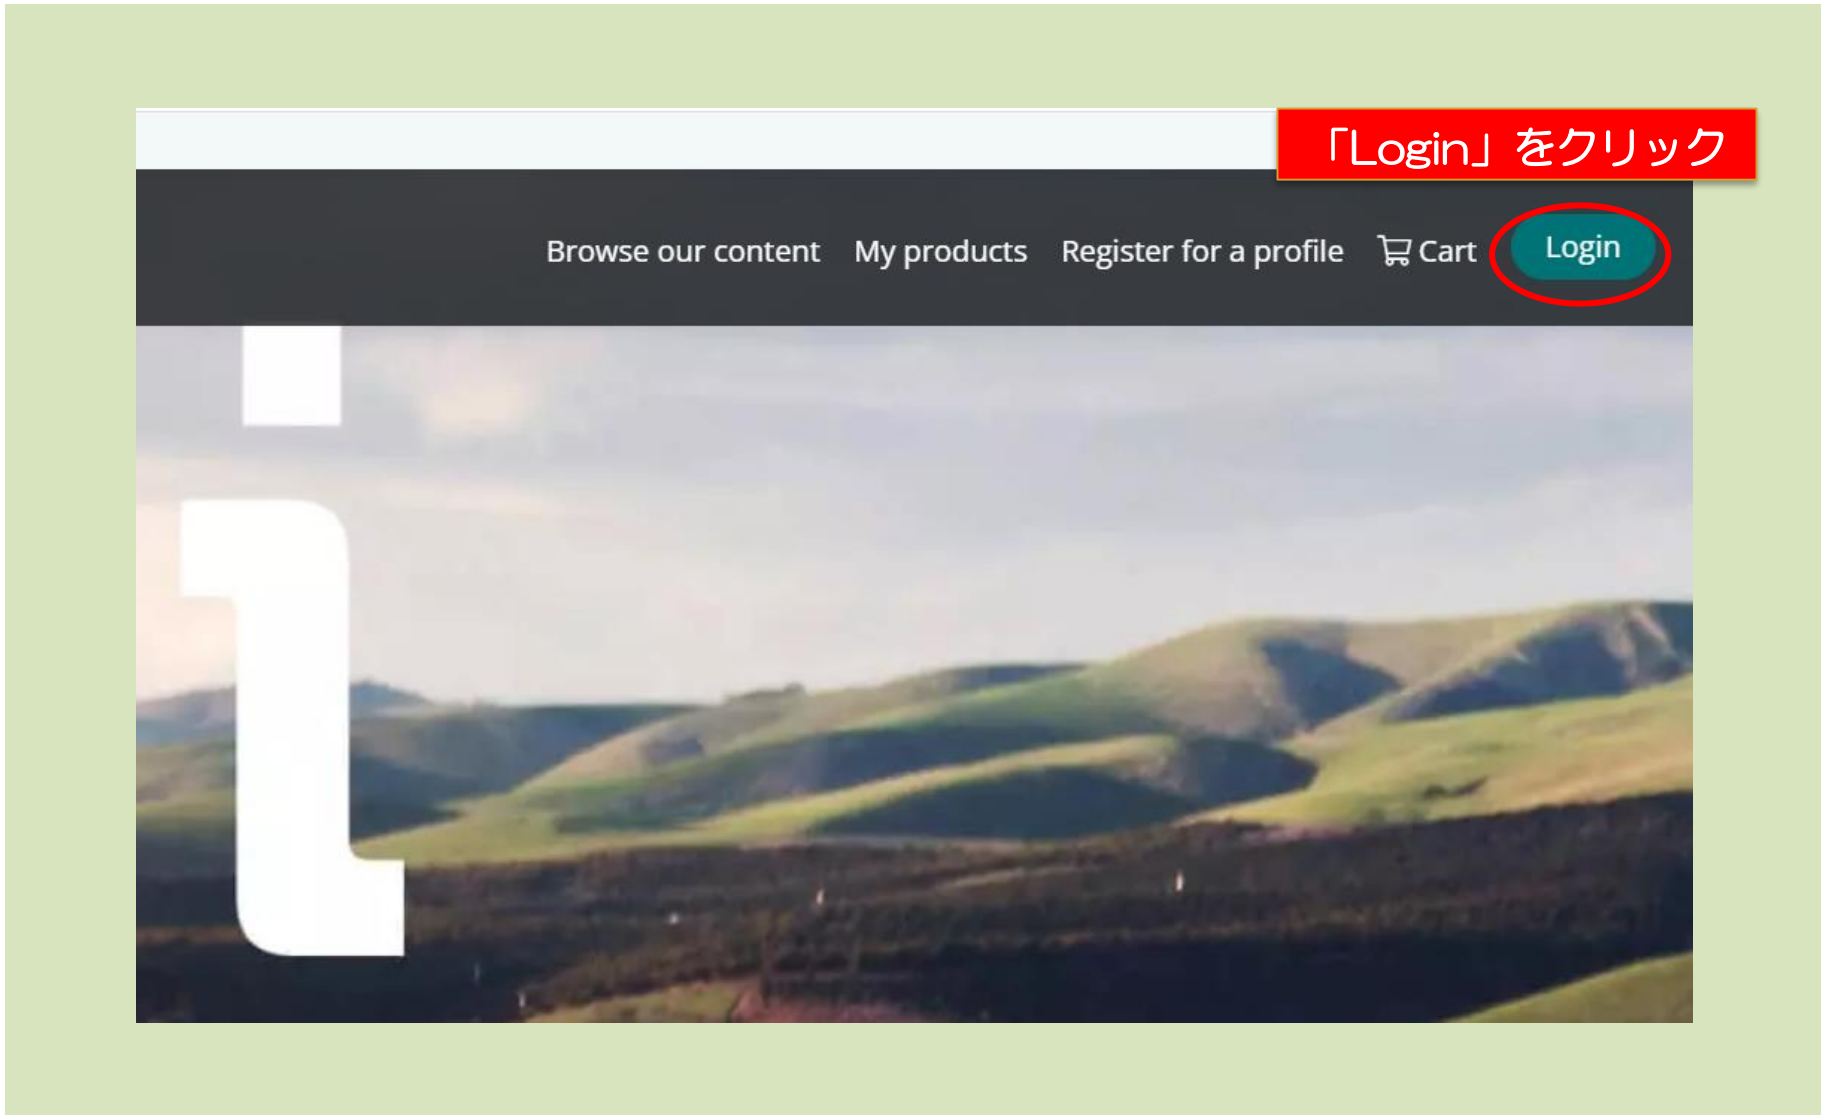 「Login」をクリック
Browse our content My products Register for a profile Cart Login